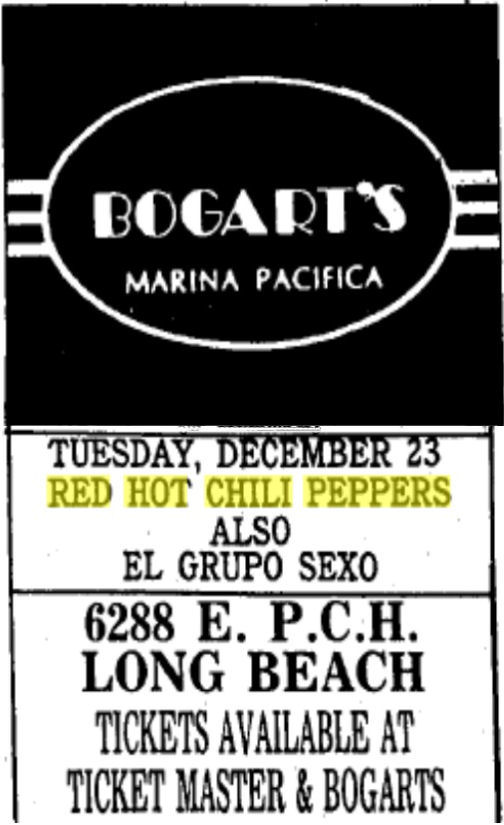 BOGART'S
MARINA PACIFICA
TUESDAY, DECEMBER 23
RED HOT CHILI PEPPERS
ALSO
EL GRUPO SEXO
6288 E. P.C.H.
LONG BEACH
TICKETS AVAILABLE AT
TICKET MASTER & BOGARTS